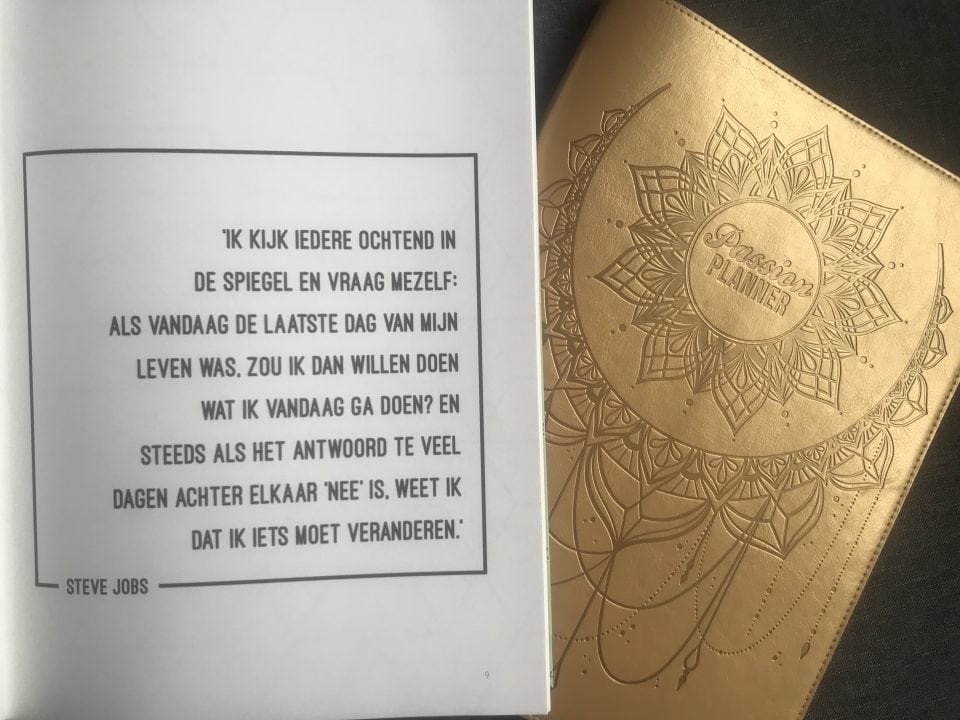 'IK KIJK IEDERE OCHTEND IN
DE SPIEGEL EN VRAAG MEZELF:
ALS VANDAAG DE LAATSTE DAG VAN MIJN
LEVEN WAS, ZOU IK DAN WILLEN DOEN
WAT IK VANDAAG GA DOEN? EN
STEEDS ALS HET ANTWOORD TE VEEL
DAGEN ACHTER ELKAAR 'NEE' IS, WEET IK
DAT IK IETS MOET VERANDEREN.'
STEVE JOBS
9
Passion
PLANNER